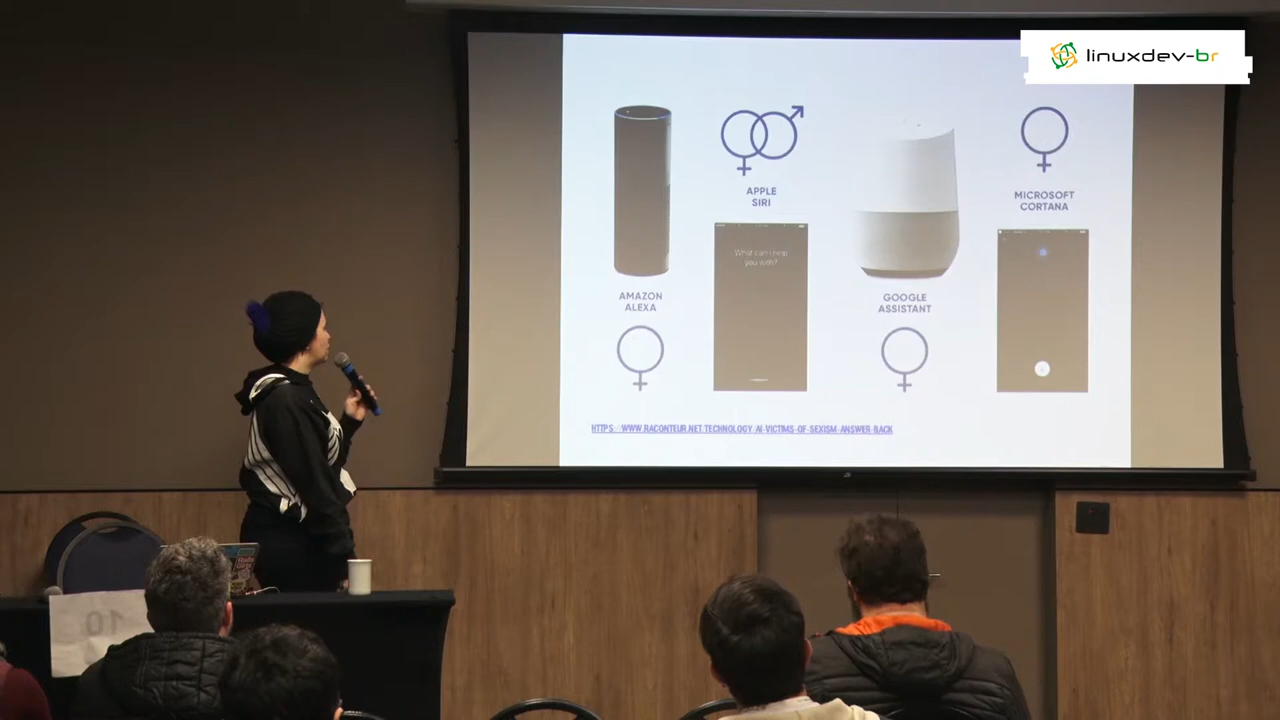 linuxdev-br
APPLE
SIRI
MICROSOFT
CORTANA
What can I help
you with?
AMAZON
ALEXA
GOOGLE
ASSISTANT
HTTPS WWW.RACONTEUR.NET TECHNOLOGY AI-VICTIMS-OF-SEXISM-ANSWER-BACK
10